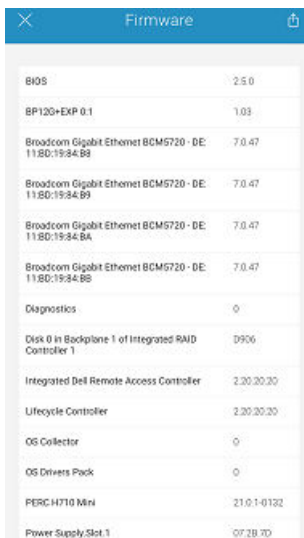 Firmware
BIOS 2.5.0
BP12G+EXP 0:1 1.03
Broadcom Gigabit Ethernet BCM5720 - DE: 7.0.47
11:BD:19:84:B8
Broadcom Gigabit Ethernet BCM5720 - DE: 7.0.47
11:BD:19:84:B9
Broadcom Gigabit Ethernet BCM5720 - DE: 7.0.47
11:BD:19:84:BA
Broadcom Gigabit Ethernet BCM5720 - DE: 7.0.47
11:BD:19:84:BB
Diagnostics 0
Disk 0 in Backplane 1 of Integrated RAID D906
Controller 1
Integrated Dell Remote Access Controller 2.20.20.20
Lifecycle Controller 2.20.20.20
OS Collector 0
OS Drivers Pack 0
PERC H710 Mini 21.0.1-0132
Power Supply.Slot.1 07.2B.7D